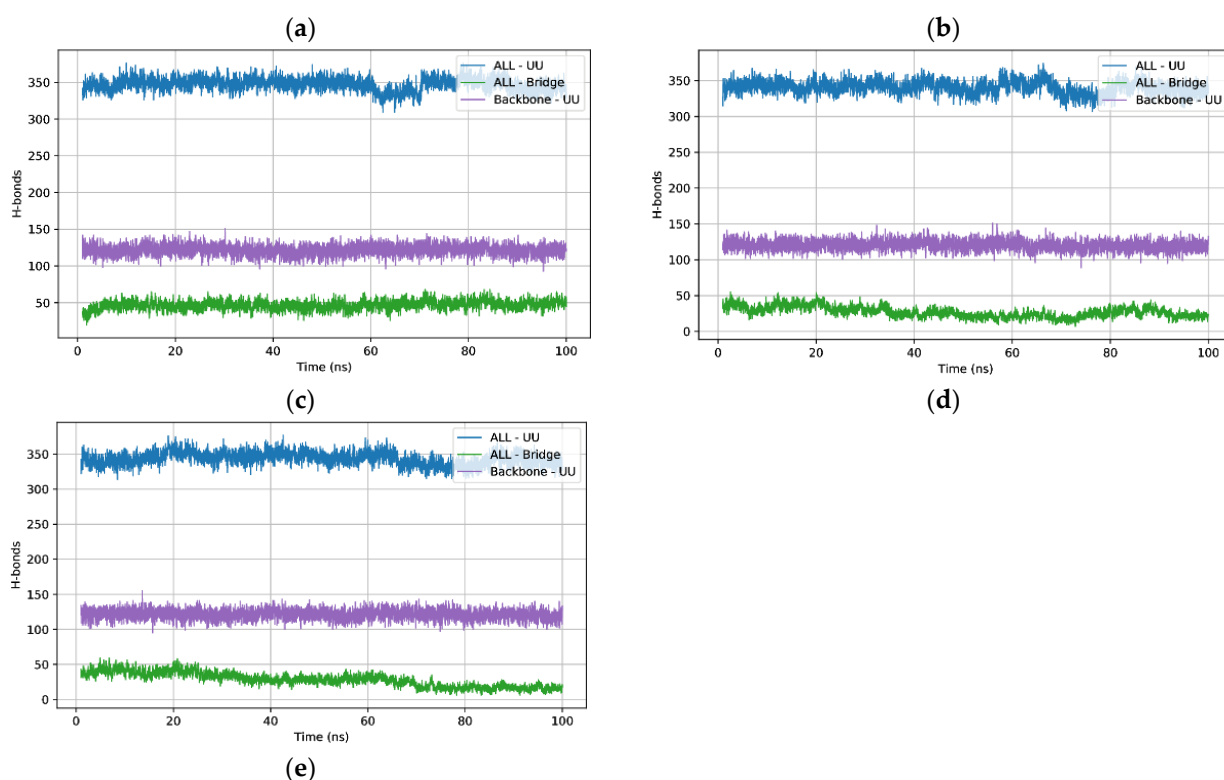 (a)
(b)
350
300
250
200
150
100
50
H-bonds
ALL - UU
ALL - Bridge
Backbone - UU
0 20 40 60 80 100
Time (ns)
400
350
300
250
200
150
100
50
0
H-bonds
ALL - UU
ALL - Bridge
Backbone - UU
0 20 40 60 80 100
Time (ns)
(c)
(d)
350
300
250
200
150
100
50
0
H-bonds
ALL - UU
ALL - Bridge
Backbone - UU
0 20 40 60 80 100
Time (ns)
(e)